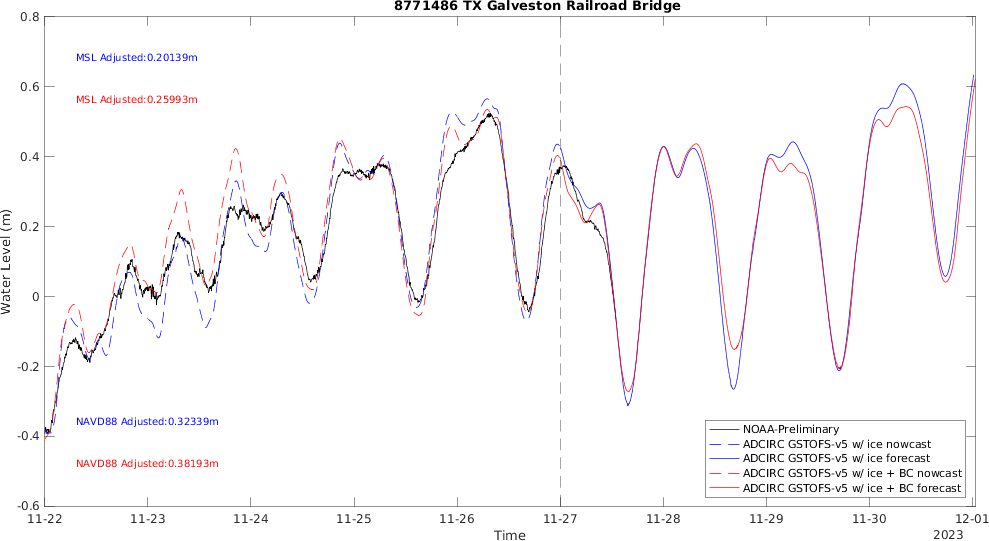 8771486 TX Galveston Railroad Bridge
0.8
0.6
0.4
0.2
0
-0.2
-0.4
-0.6
Water Level (m)
MSL Adjusted:0.20139m
MSL Adjusted:0.25993m
NAVD88 Adjusted:0.32339m
NAVD88 Adjusted:0.38193m
NOAA-Preliminary
ADCIRC GSTOFS-v5 w/ ice nowcast
ADCIRC GSTOFS-v5 w/ ice forecast
ADCIRC GSTOFS-v5 w/ ice + BC nowcast
ADCIRC GSTOFS-v5 w/ ice + BC forecast
11-22 11-23 11-24 11-25 11-26 11-27 11-28 11-29 11-30 12-01
Time
2023